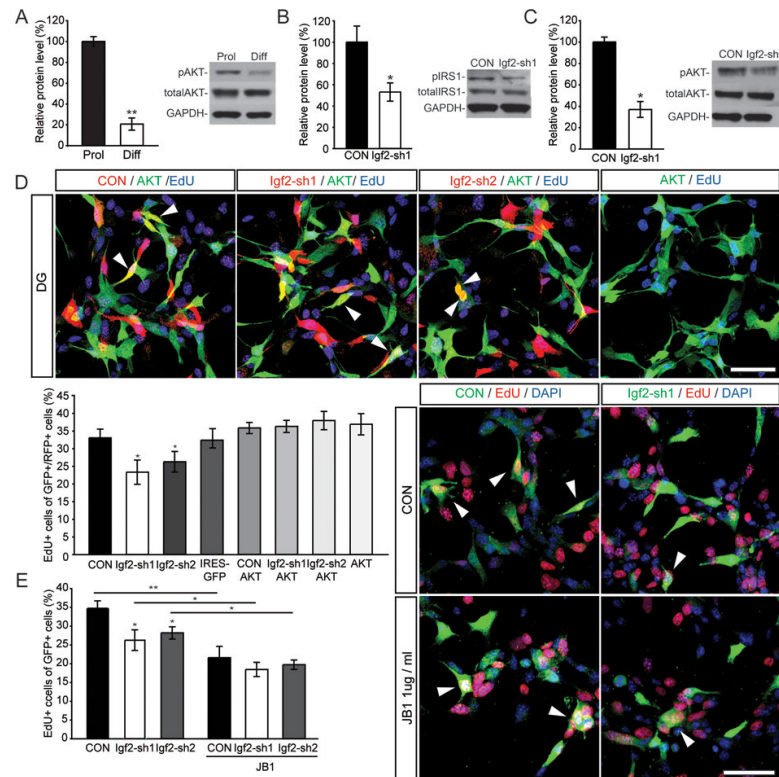 A
Relative protein level (%)
120
100
80
60
40
20
0
**
Prol Diff
Prol Diff
pAKT-
totalAKT-
GAPDH-
B
Relative protein level (%)
120
100
80
60
40
20
0
*
CON Igf2-sh1
CON Igf2-sh1
pIRS1-
totalIRS1-
GAPDH-
C
Relative protein level (%)
120
100
80
60
40
20
0
*
CON Igf2-sh1
CON Igf2-sh
pAKT-
totalAKT-
GAPDH-
D
CON / AKT /EdU
Igf2-sh1 / AKT/ EdU
Igf2-sh2 / AKT / EdU
AKT / EdU
DG
EdU+ cells of GFP+/RFP+ cells (%)
45
40
35
30
25
20
15
10
5
0
* *
CON Igf2-sh1 Igf2-sh2 IRES- CON Igf2-sh1 Igf2-sh2 AKT
GFP AKT AKT AKT
E
EdU+ cells of GFP+ cells (%)
40
35
30
25
20
15
10
5
0
**
*
*
* *
CON Igf2-sh1 Igf2-sh2 CON Igf2-sh1 Igf2-sh2
JB1
CON / EdU / DAPI
Igf2-sh1 / EdU / DAPI
CON
JB1 1ug / ml